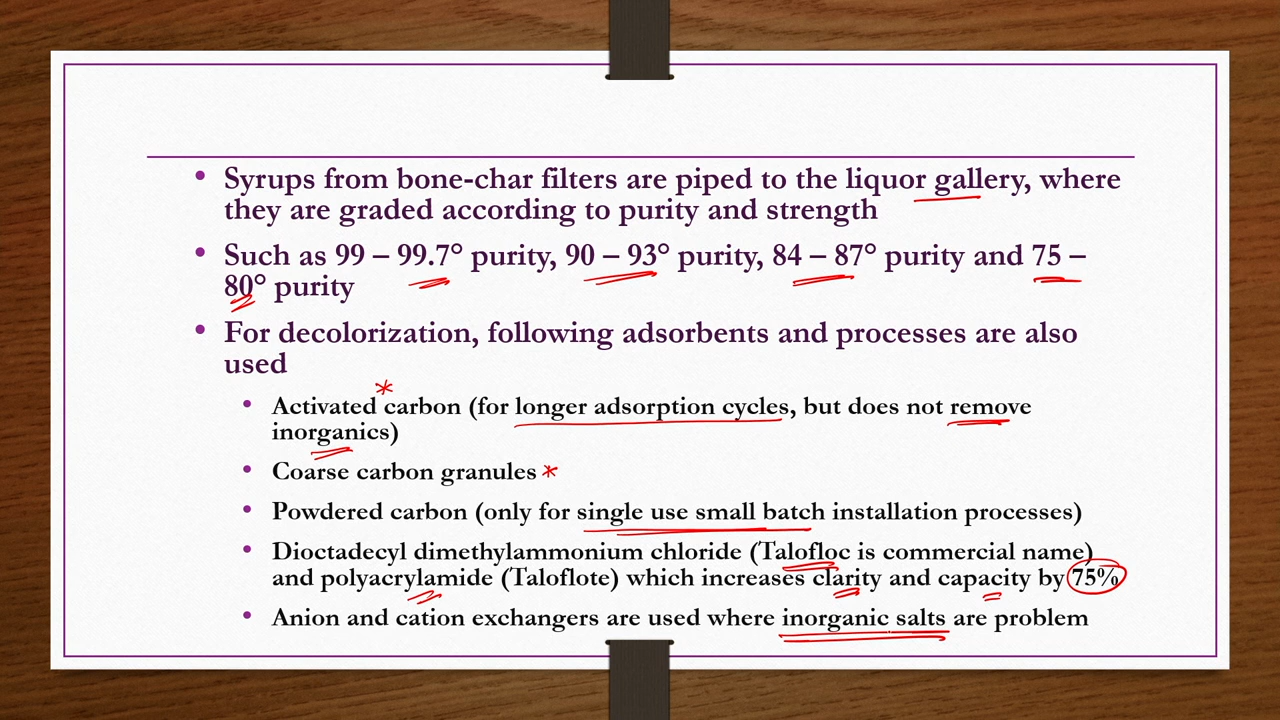 Syrups from bone-char filters are piped to the liquor gallery, where
they are graded according to purity and strength
Such as 99 – 99.7° purity, 90 – 93° purity, 84 – 87° purity and 75 –
80° purity
For decolorization, following adsorbents and processes are also
used
Activated carbon (for longer adsorption cycles, but does not remove
inorganics)
Coarse carbon granules
Powdered carbon (only for single use small batch installation processes)
Dioctadecyl dimethylammonium chloride (Talofloc is commercial name)
and polyacrylamide (Taloflote) which increases clarity and capacity by 75%
Anion and cation exchangers are used where inorganic salts are problem